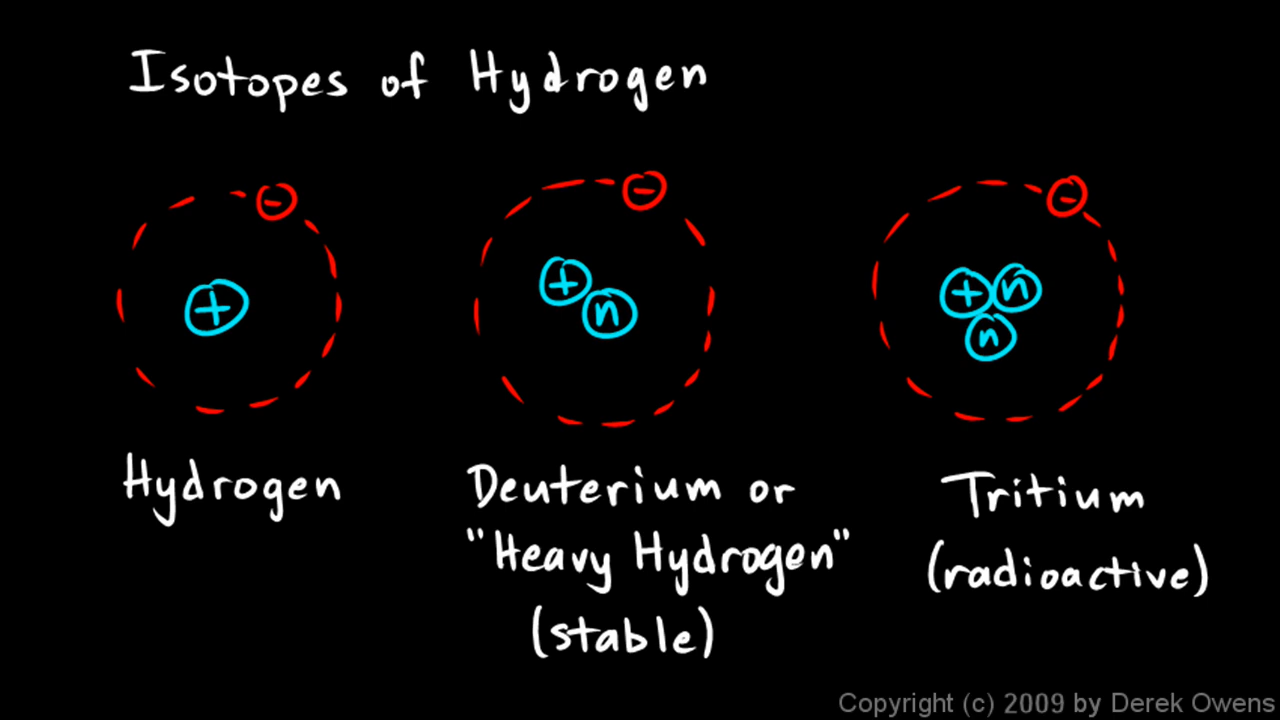 Isotopes of Hydrogen
-
-
-
+
+
n
+
n
n
Hydrogen
Deuterium or
"Heavy Hydrogen"
(stable)
Tritium
(radioactive)
Copyright (c) 2009 by Derek Owens